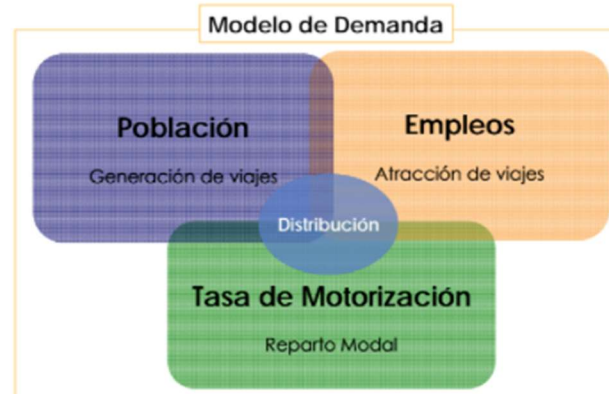 Modelo de Demanda
Población
Generación de viajes
Empleos
Atracción de viajes
Distribución
Tasa de Motorización
Reparto Modal